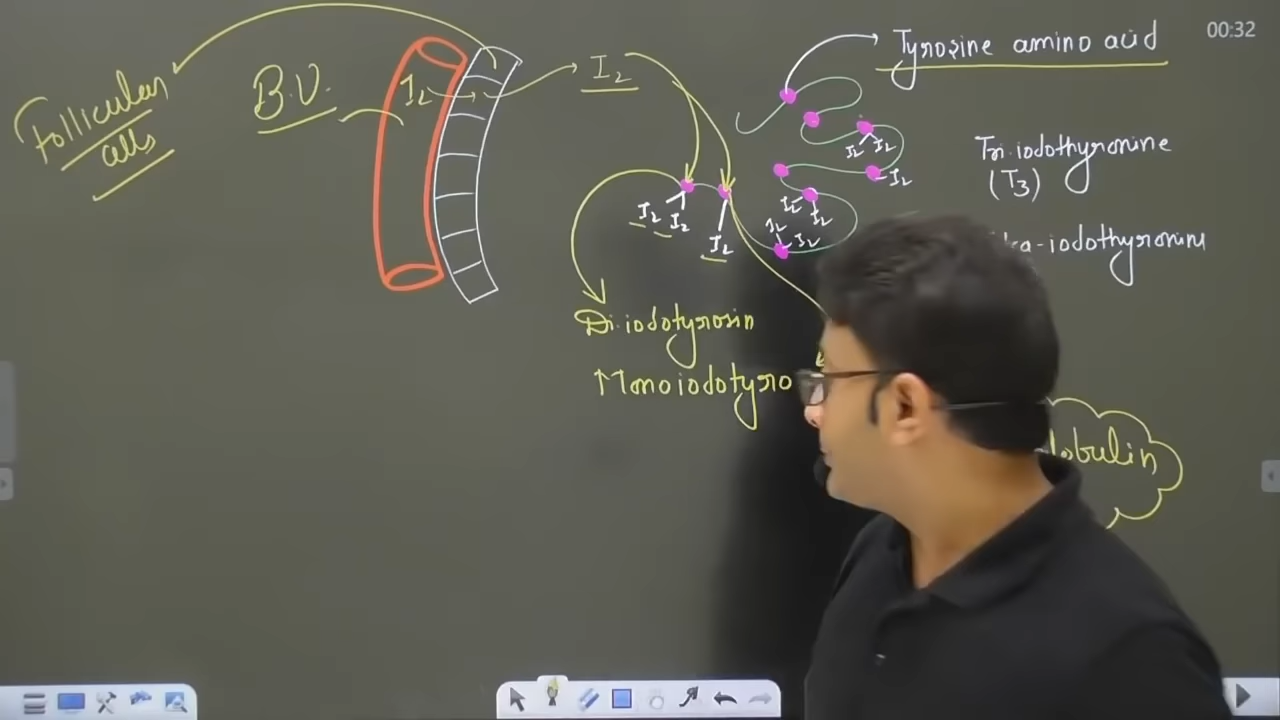 00:32
Tyrosine amino acid
Follicular
cells
B.V.
I2
I2
I2 I2
I2
I2
I2
I2 I2
I2 I2
I2
Tri.iodothyronine
(T3)
-iodothyronine
Di.iodotyrosin
Monoiodotyro
lobulin